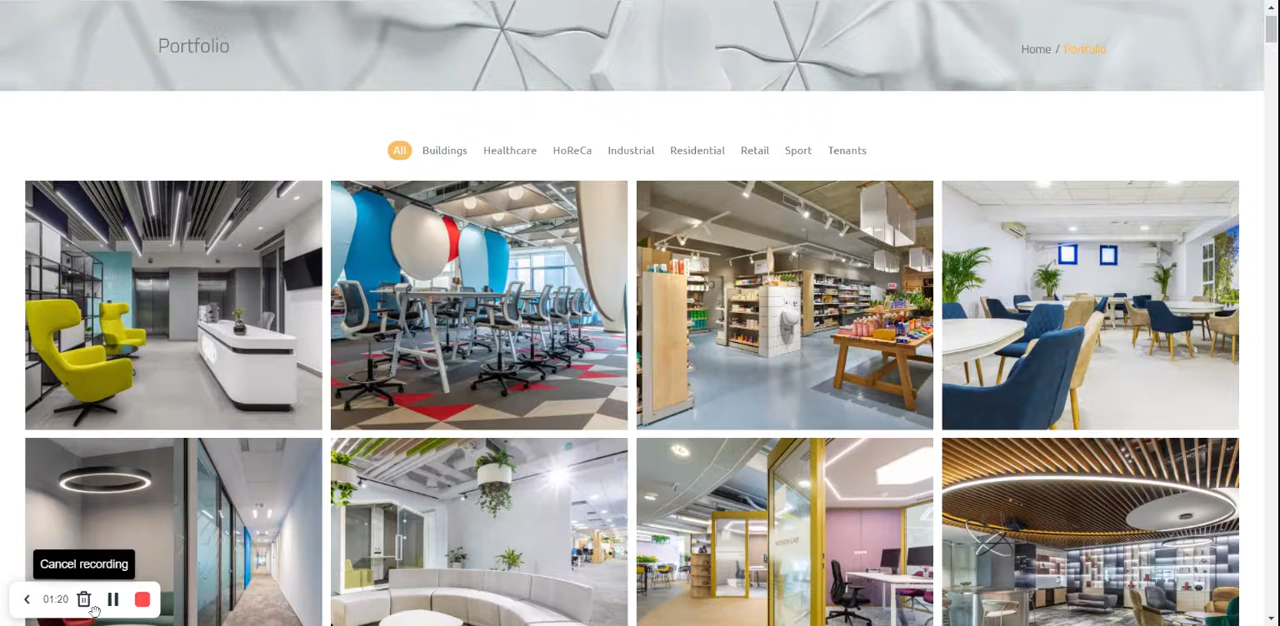 Portfolio
Home / Portfolio
All Buildings Healthcare HoReCa Industrial Residential Retail Sport Tenants
Cancel recording
01:20